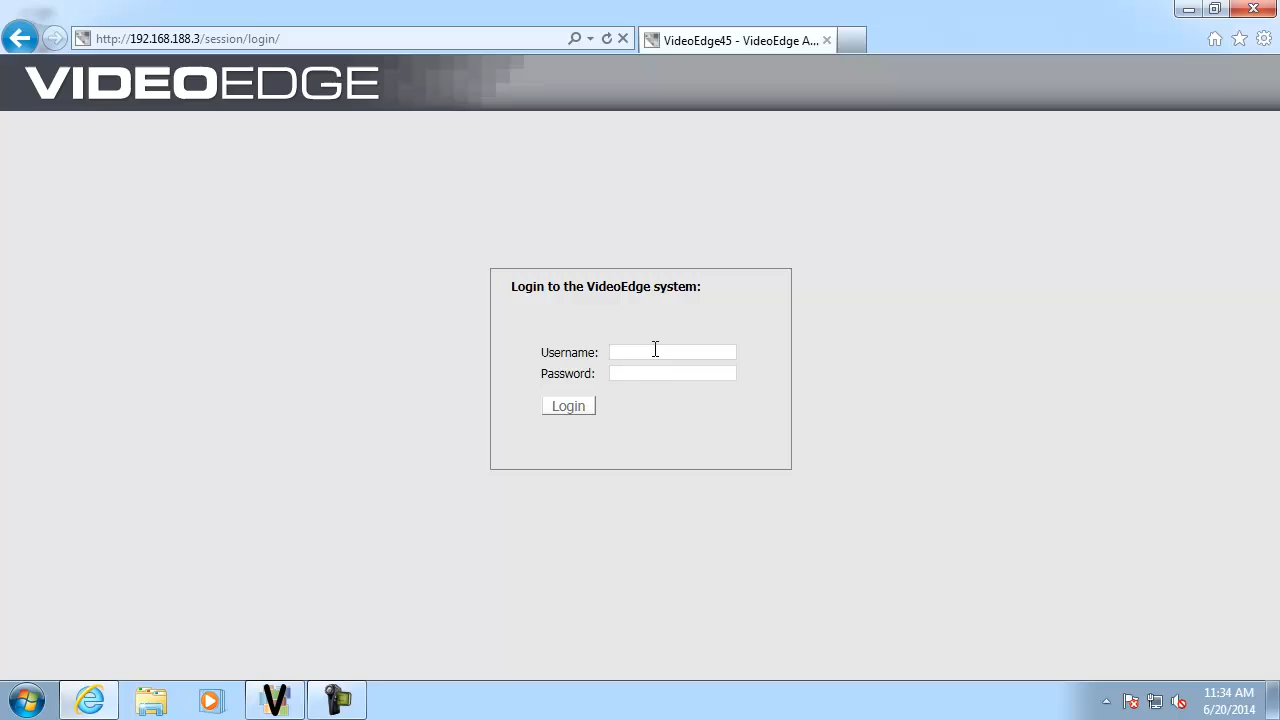 http://192.168.188.3/session/login/
VideoEdge45 - VideoEdge A...
VIDEOEDGE
Login to the VideoEdge system:
Username:
Password:
Login
11:34 AM
6/20/2014